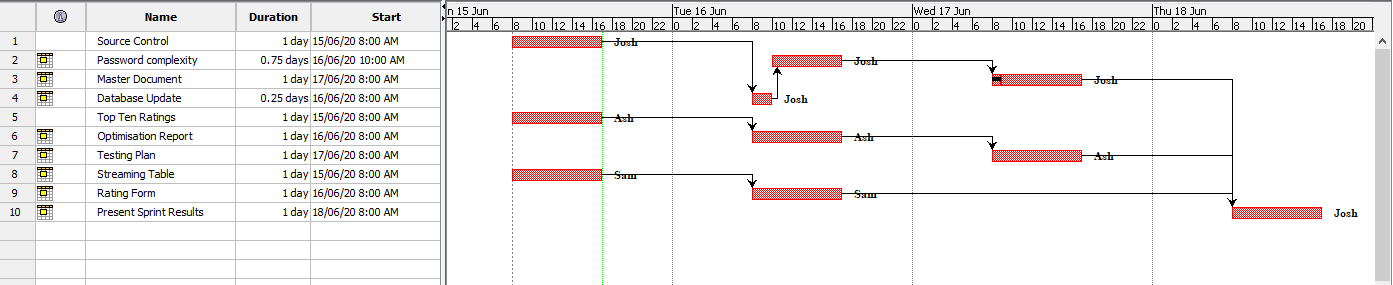 Name Duration Start
n 15 Jun Tue 16 Jun Wed 17 Jun Thu 18 Jun
2 4 6 8 10 12 14 16 20 22 2 4 6 8 10 12 14 16 20 22 2 4 6 8 10 12 14 16 20 22 2 4 6 8 10 12 14 16 20
1 Source Control 1 day 15/06/20 8:00 AM Josh
2 Password complexity 0.75 days 16/06/20 10:00 AM Josh
3 Master Document 1 day 17/06/20 8:00 AM Josh
4 Database Update 0.25 days 16/06/20 8:00 AM Josh
5 Top Ten Ratings 1 day 15/06/20 8:00 AM Ash
6 Optimisation Report 1 day 16/06/20 8:00 AM Ash
7 Testing Plan 1 day 17/06/20 8:00 AM Ash
8 Streaming Table 1 day 15/06/20 8:00 AM Sam
9 Rating Form 1 day 16/06/20 8:00 AM Sam
10 Present Sprint Results 1 day 18/06/20 8:00 AM Josh